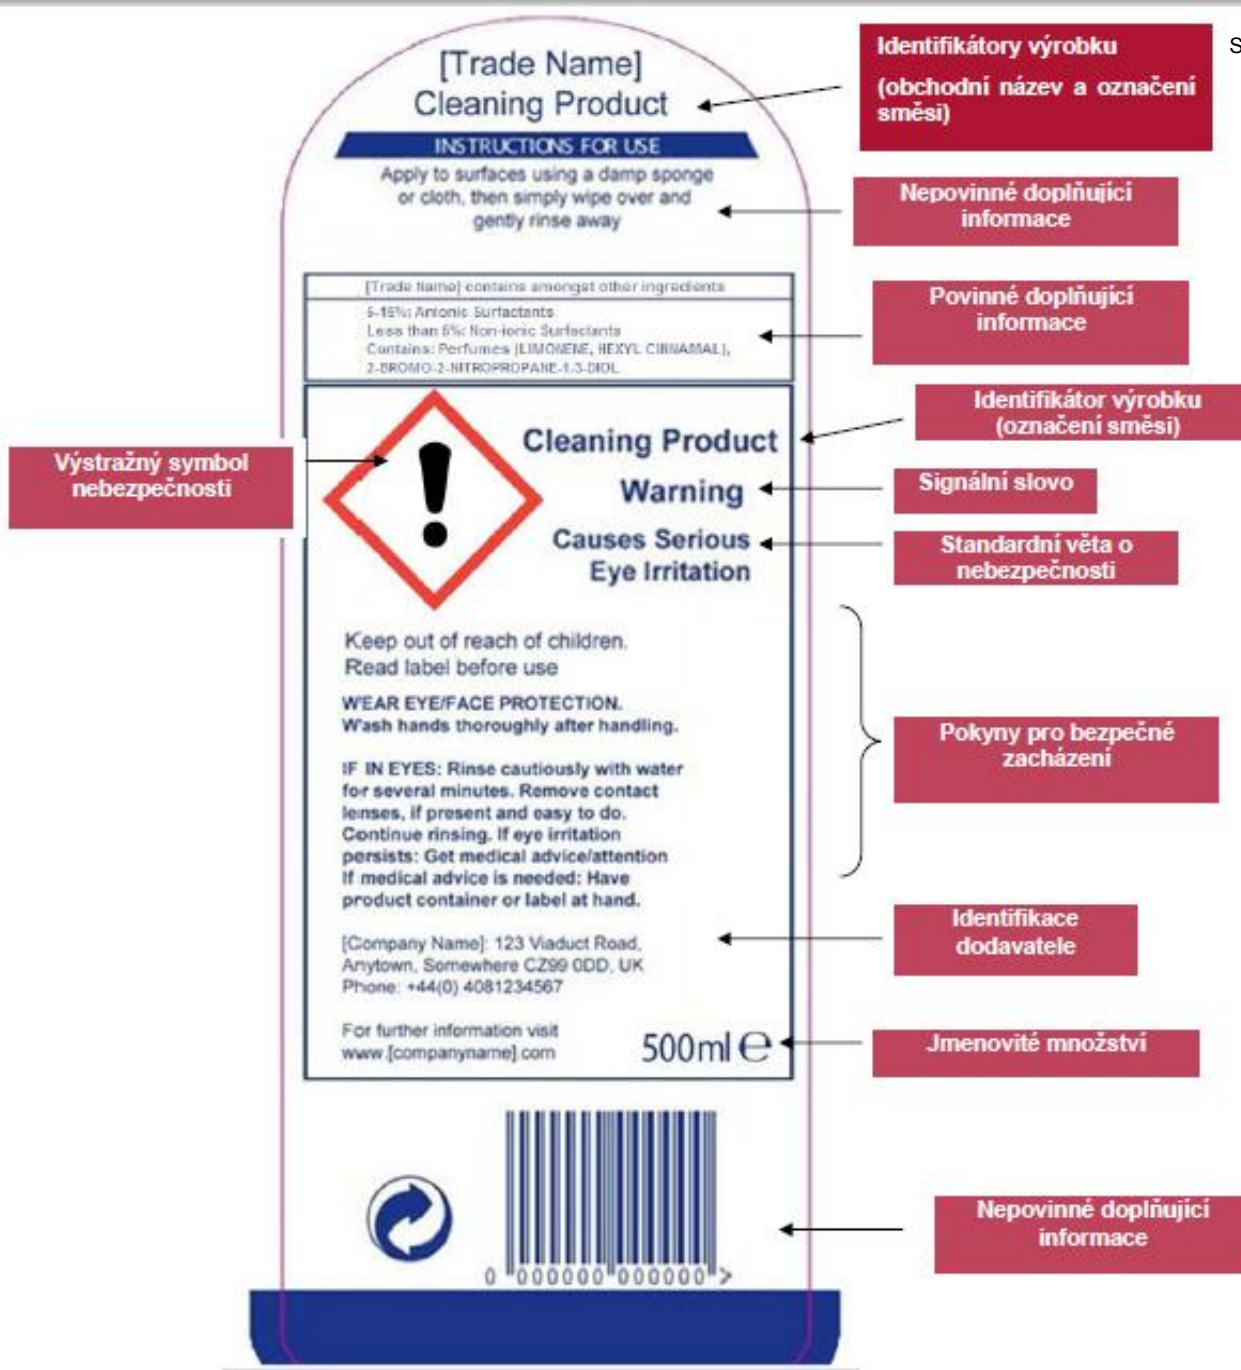 [Trade Name]
Cleaning Product
INSTRUCTIONS FOR USE
Apply to surfaces using a damp sponge
or cloth, then simply wipe over and
gently rinse away
[Trade Name] contains amongst other ingredients
5-15%: Anionic Surfactants
Less than 5%: Non-ionic Surfactants
Contains: Perfumes (LIMONENE, HEXYL CINNAMAL),
2-BROMO-2-NITROPROPANE-1,3-DIOL
Cleaning Product
Warning
Causes Serious
Eye Irritation
Keep out of reach of children.
Read label before use
WEAR EYE/FACE PROTECTION.
Wash hands thoroughly after handling.
IF IN EYES: Rinse cautiously with water
for several minutes. Remove contact
lenses, if present and easy to do.
Continue rinsing. If eye irritation
persists: Get medical advice/attention
If medical advice is needed: Have
product container or label at hand.
[Company Name]: 123 Viaduct Road,
Anytown, Somewhere CZ99 0DD, UK
Phone: +44(0) 4081234567
For further information visit
www.[companyname].com
500ml ℮
0 000000 000000 >
Výstražný symbol
nebezpečnosti
Identifikátory výrobku
(obchodní název a označení
směsi)
S
Nepovinné doplňující
informace
Povinné doplňující
informace
Identifikátor výrobku
(označení směsi)
Signální slovo
Standardní věta o
nebezpečnosti
Pokyny pro bezpečné
zacházení
Identifikace
dodavatele
Jmenovité množství
Nepovinné doplňující
informace